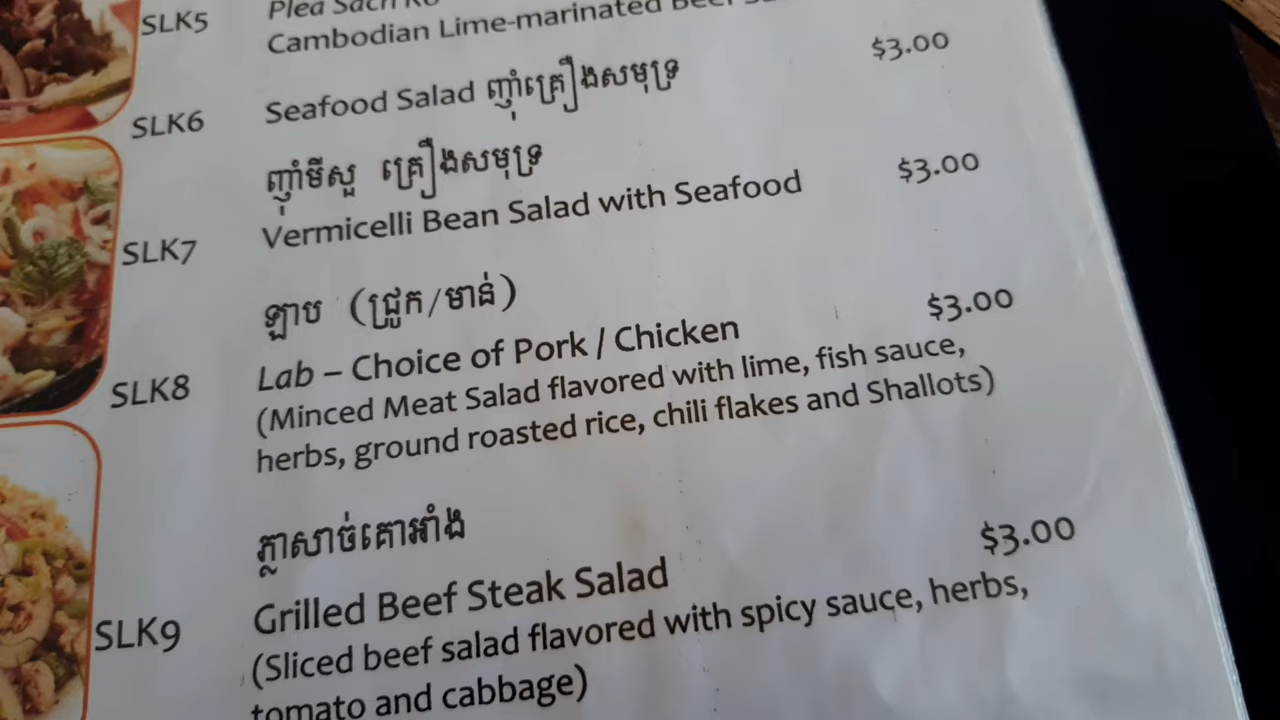 SLK5
Plea Sach
Cambodian Lime-marinated Beef
$3.00
SLK6
Seafood Salad ញ៉ាំគ្រឿងសមុទ្រ
ញ៉ាំមីសួ គ្រឿងសមុទ្រ
$3.00
SLK7
Vermicelli Bean Salad with Seafood
ឡាប (ជ្រូក/មាន់)
$3.00
SLK8
Lab – Choice of Pork / Chicken
(Minced Meat Salad flavored with lime, fish sauce,
herbs, ground roasted rice, chili flakes and Shallots)
ភ្លាសាច់គោអាំង
$3.00
SLK9
Grilled Beef Steak Salad
(Sliced beef salad flavored with spicy sauce, herbs,
tomato and cabbage)